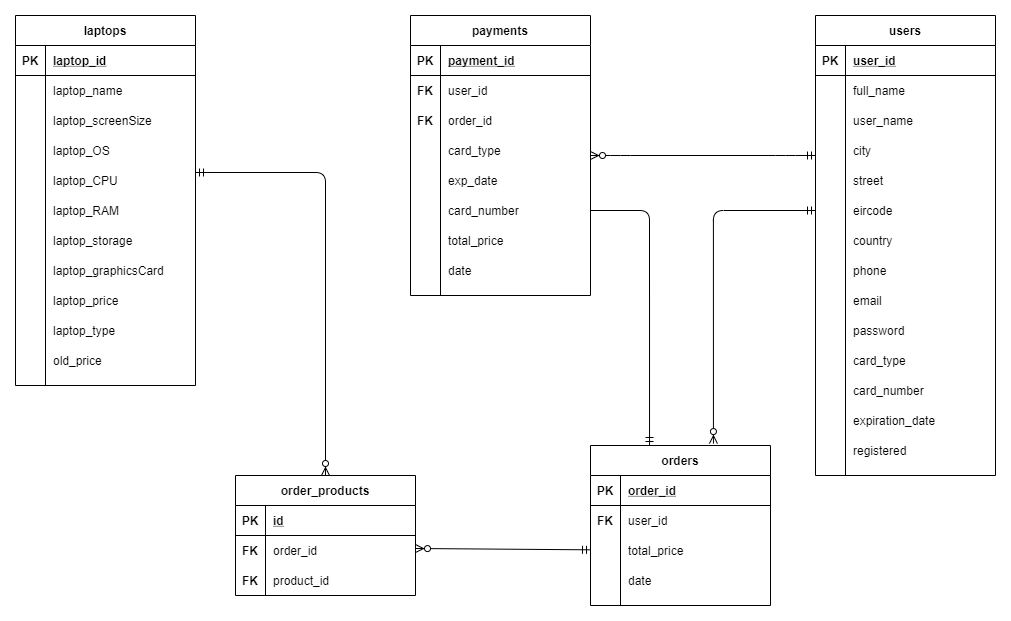 laptops
PK laptop_id
laptop_name
laptop_screenSize
laptop_OS
laptop_CPU
laptop_RAM
laptop_storage
laptop_graphicsCard
laptop_price
laptop_type
old_price
payments
PK payment_id
FK user_id
FK order_id
card_type
exp_date
card_number
total_price
date
users
PK user_id
full_name
user_name
city
street
eircode
country
phone
email
password
card_type
card_number
expiration_date
registered
order_products
PK id
FK order_id
FK product_id
orders
PK order_id
FK user_id
total_price
date